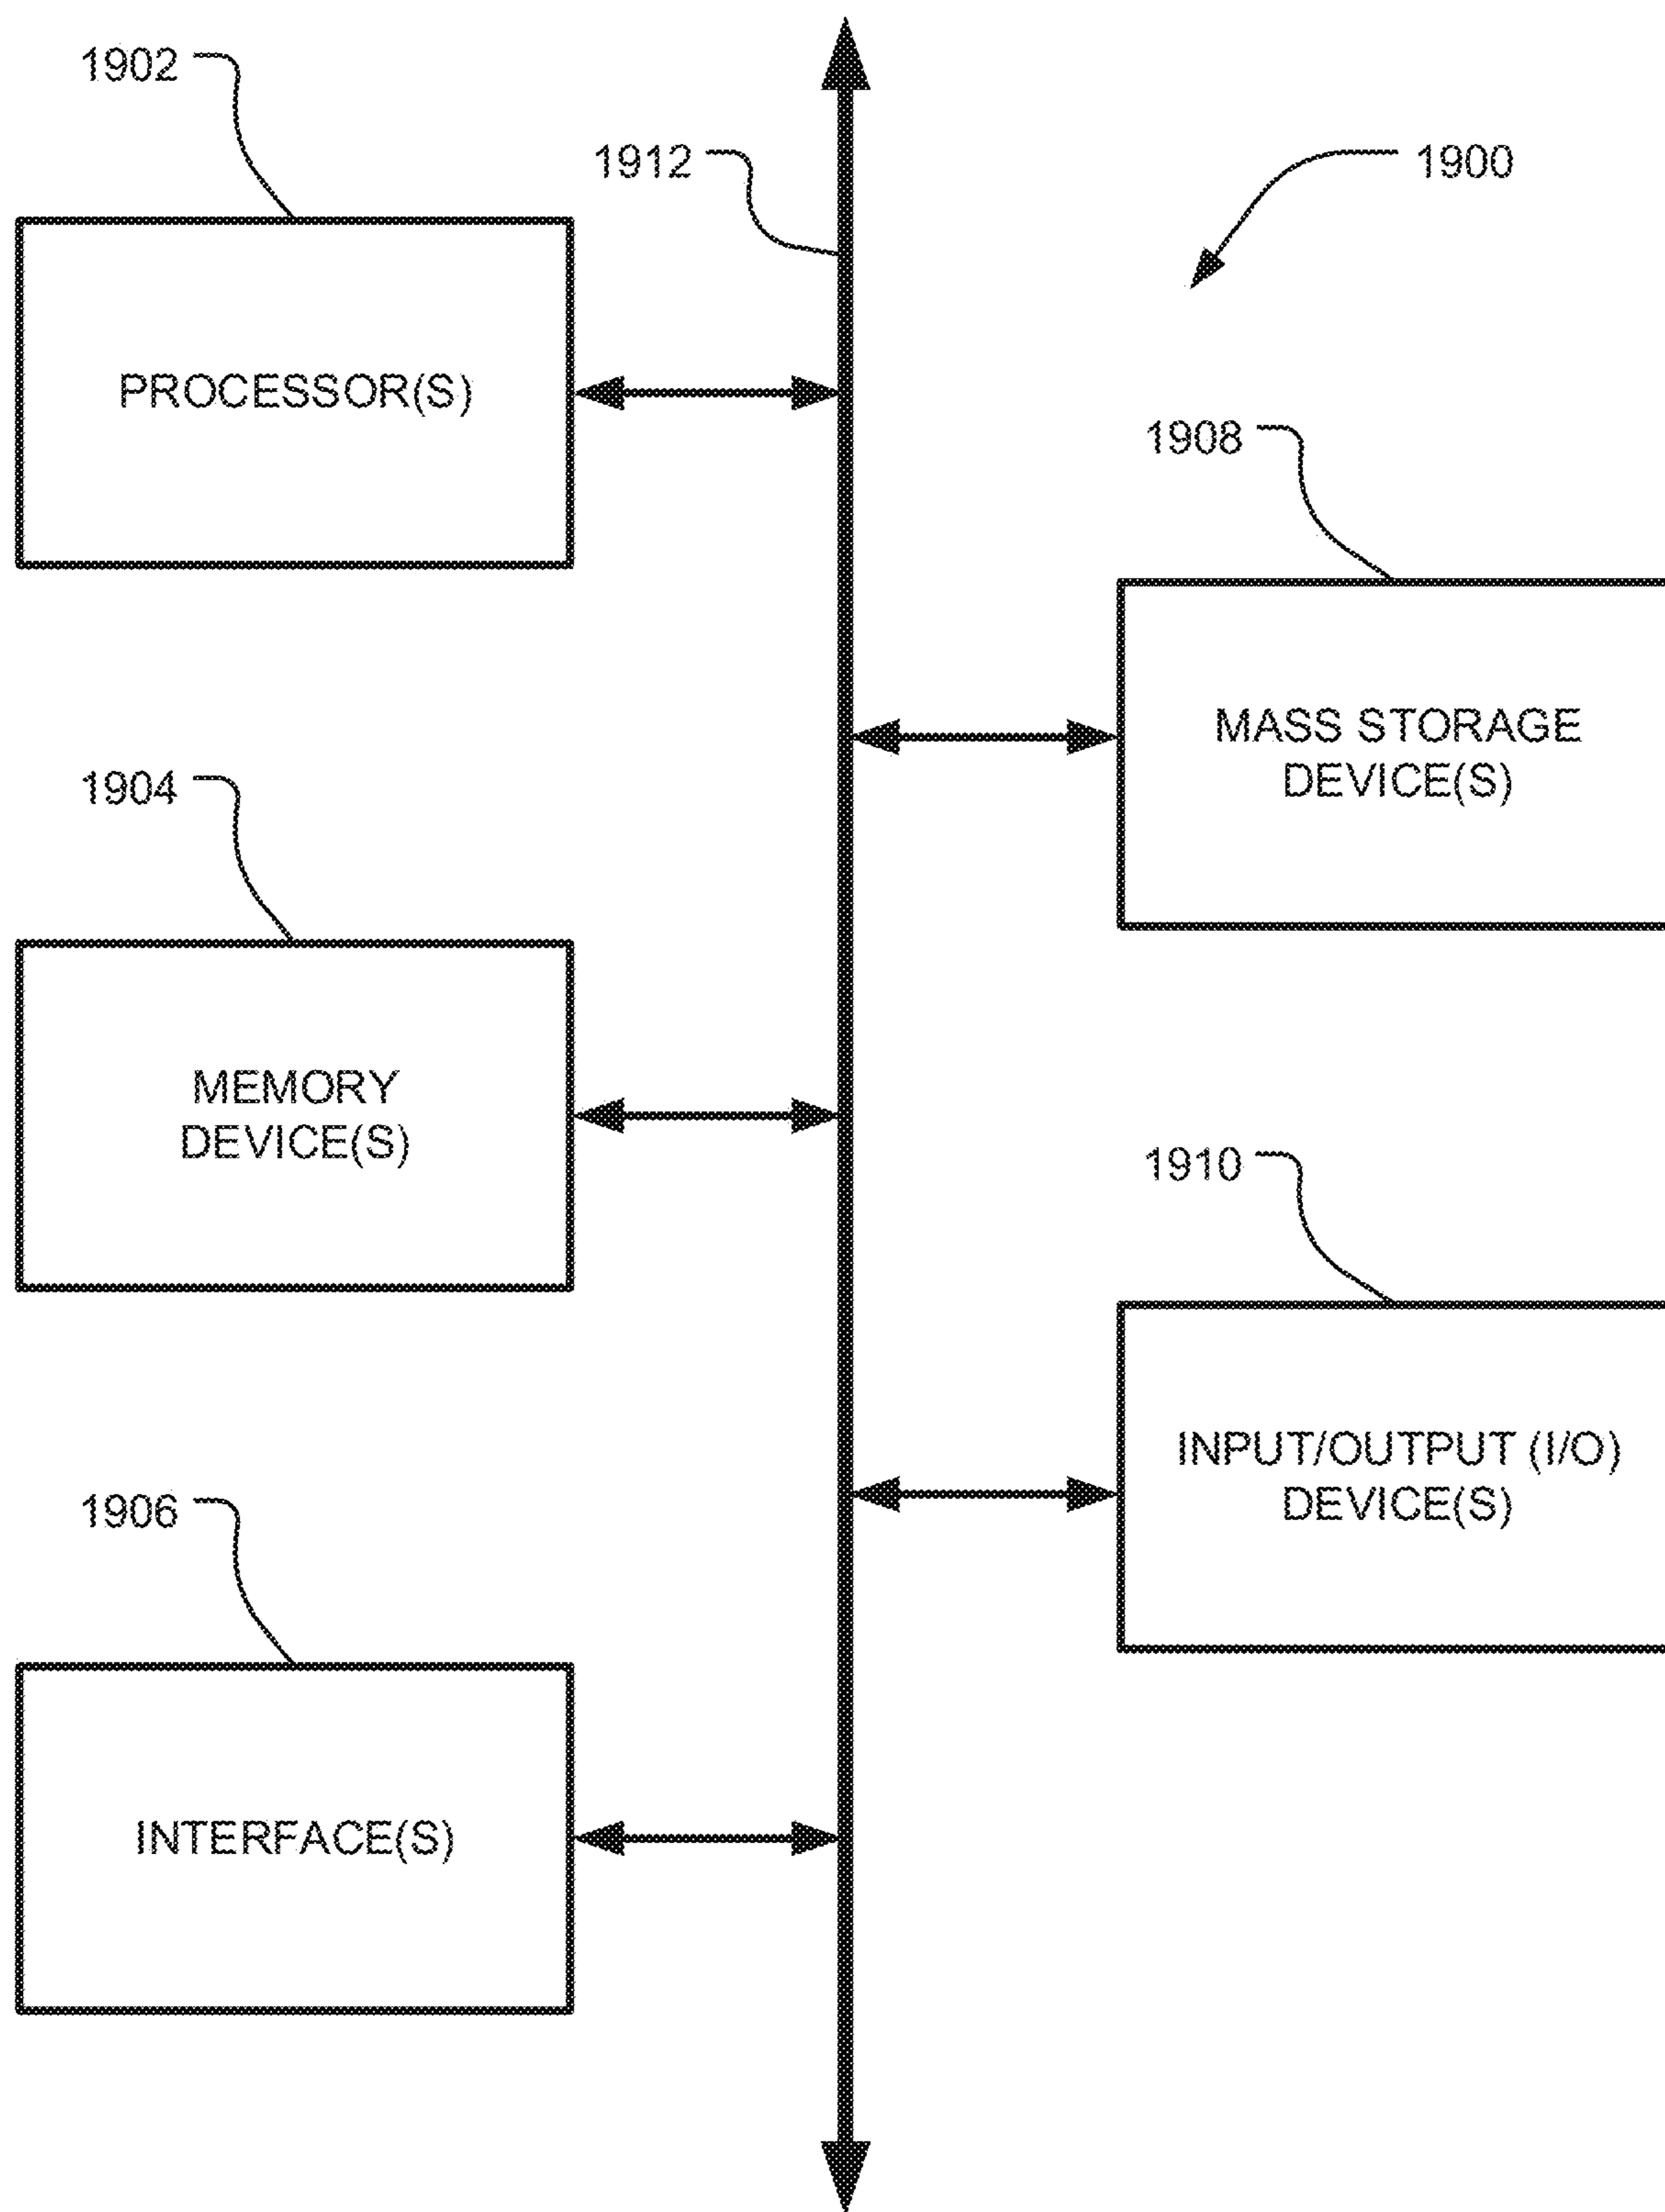 1902
1912
1900
PROCESSOR(S)
1908
MASS STORAGE
DEVICE(S)
1904
MEMORY
DEVICE(S)
1910
INPUT/OUTPUT (I/O)
DEVICE(S)
1906
INTERFACE(S)